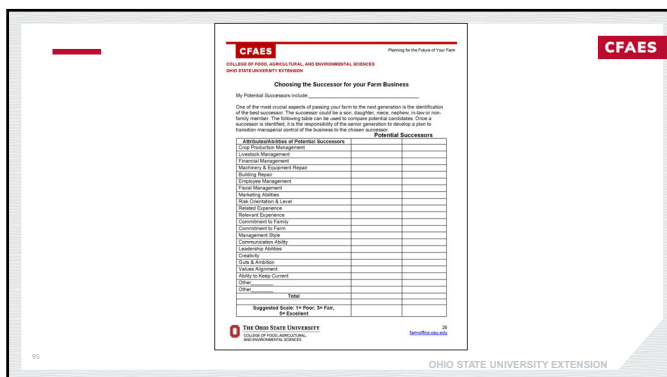 CFAES
CFAES
Planning for the Future of Your Farm
COLLEGE OF FOOD, AGRICULTURAL, AND ENVIRONMENTAL SCIENCES
OHIO STATE UNIVERSITY EXTENSION
Choosing the Successor for your Farm Business
My Potential Successors include:
One of the most crucial aspects of passing your farm to the next generation is the identification
of the best successor. The successor could be a son, daughter, niece, nephew, in-law or non-
family member. The following table can be used to compare potential candidates. Once a
successor is identified, it is the responsibility of the senior generation to develop a plan to
transition managerial control of the business to the chosen successor.
Potential Successors
Attributes/Abilities of Potential Successors
Crop Production Management
Livestock Management
Financial Management
Machinery & Equipment Repair
Building Repair
Employee Management
Fiscal Management
Marketing Abilities
Risk Orientation & Level
Related Experience
Relevant Experience
Commitment to Family
Commitment to Farm
Management Style
Communication Ability
Leadership Abilities
Creativity
Guts & Ambition
Values Alignment
Ability to Keep Current
Other
Other
Total
Suggested Scale: 1= Poor, 3= Fair,
5= Excellent
THE OHIO STATE UNIVERSITY
COLLEGE OF FOOD, AGRICULTURAL,
AND ENVIRONMENTAL SCIENCES
farmoffice.osu.edu
95
OHIO STATE UNIVERSITY EXTENSION